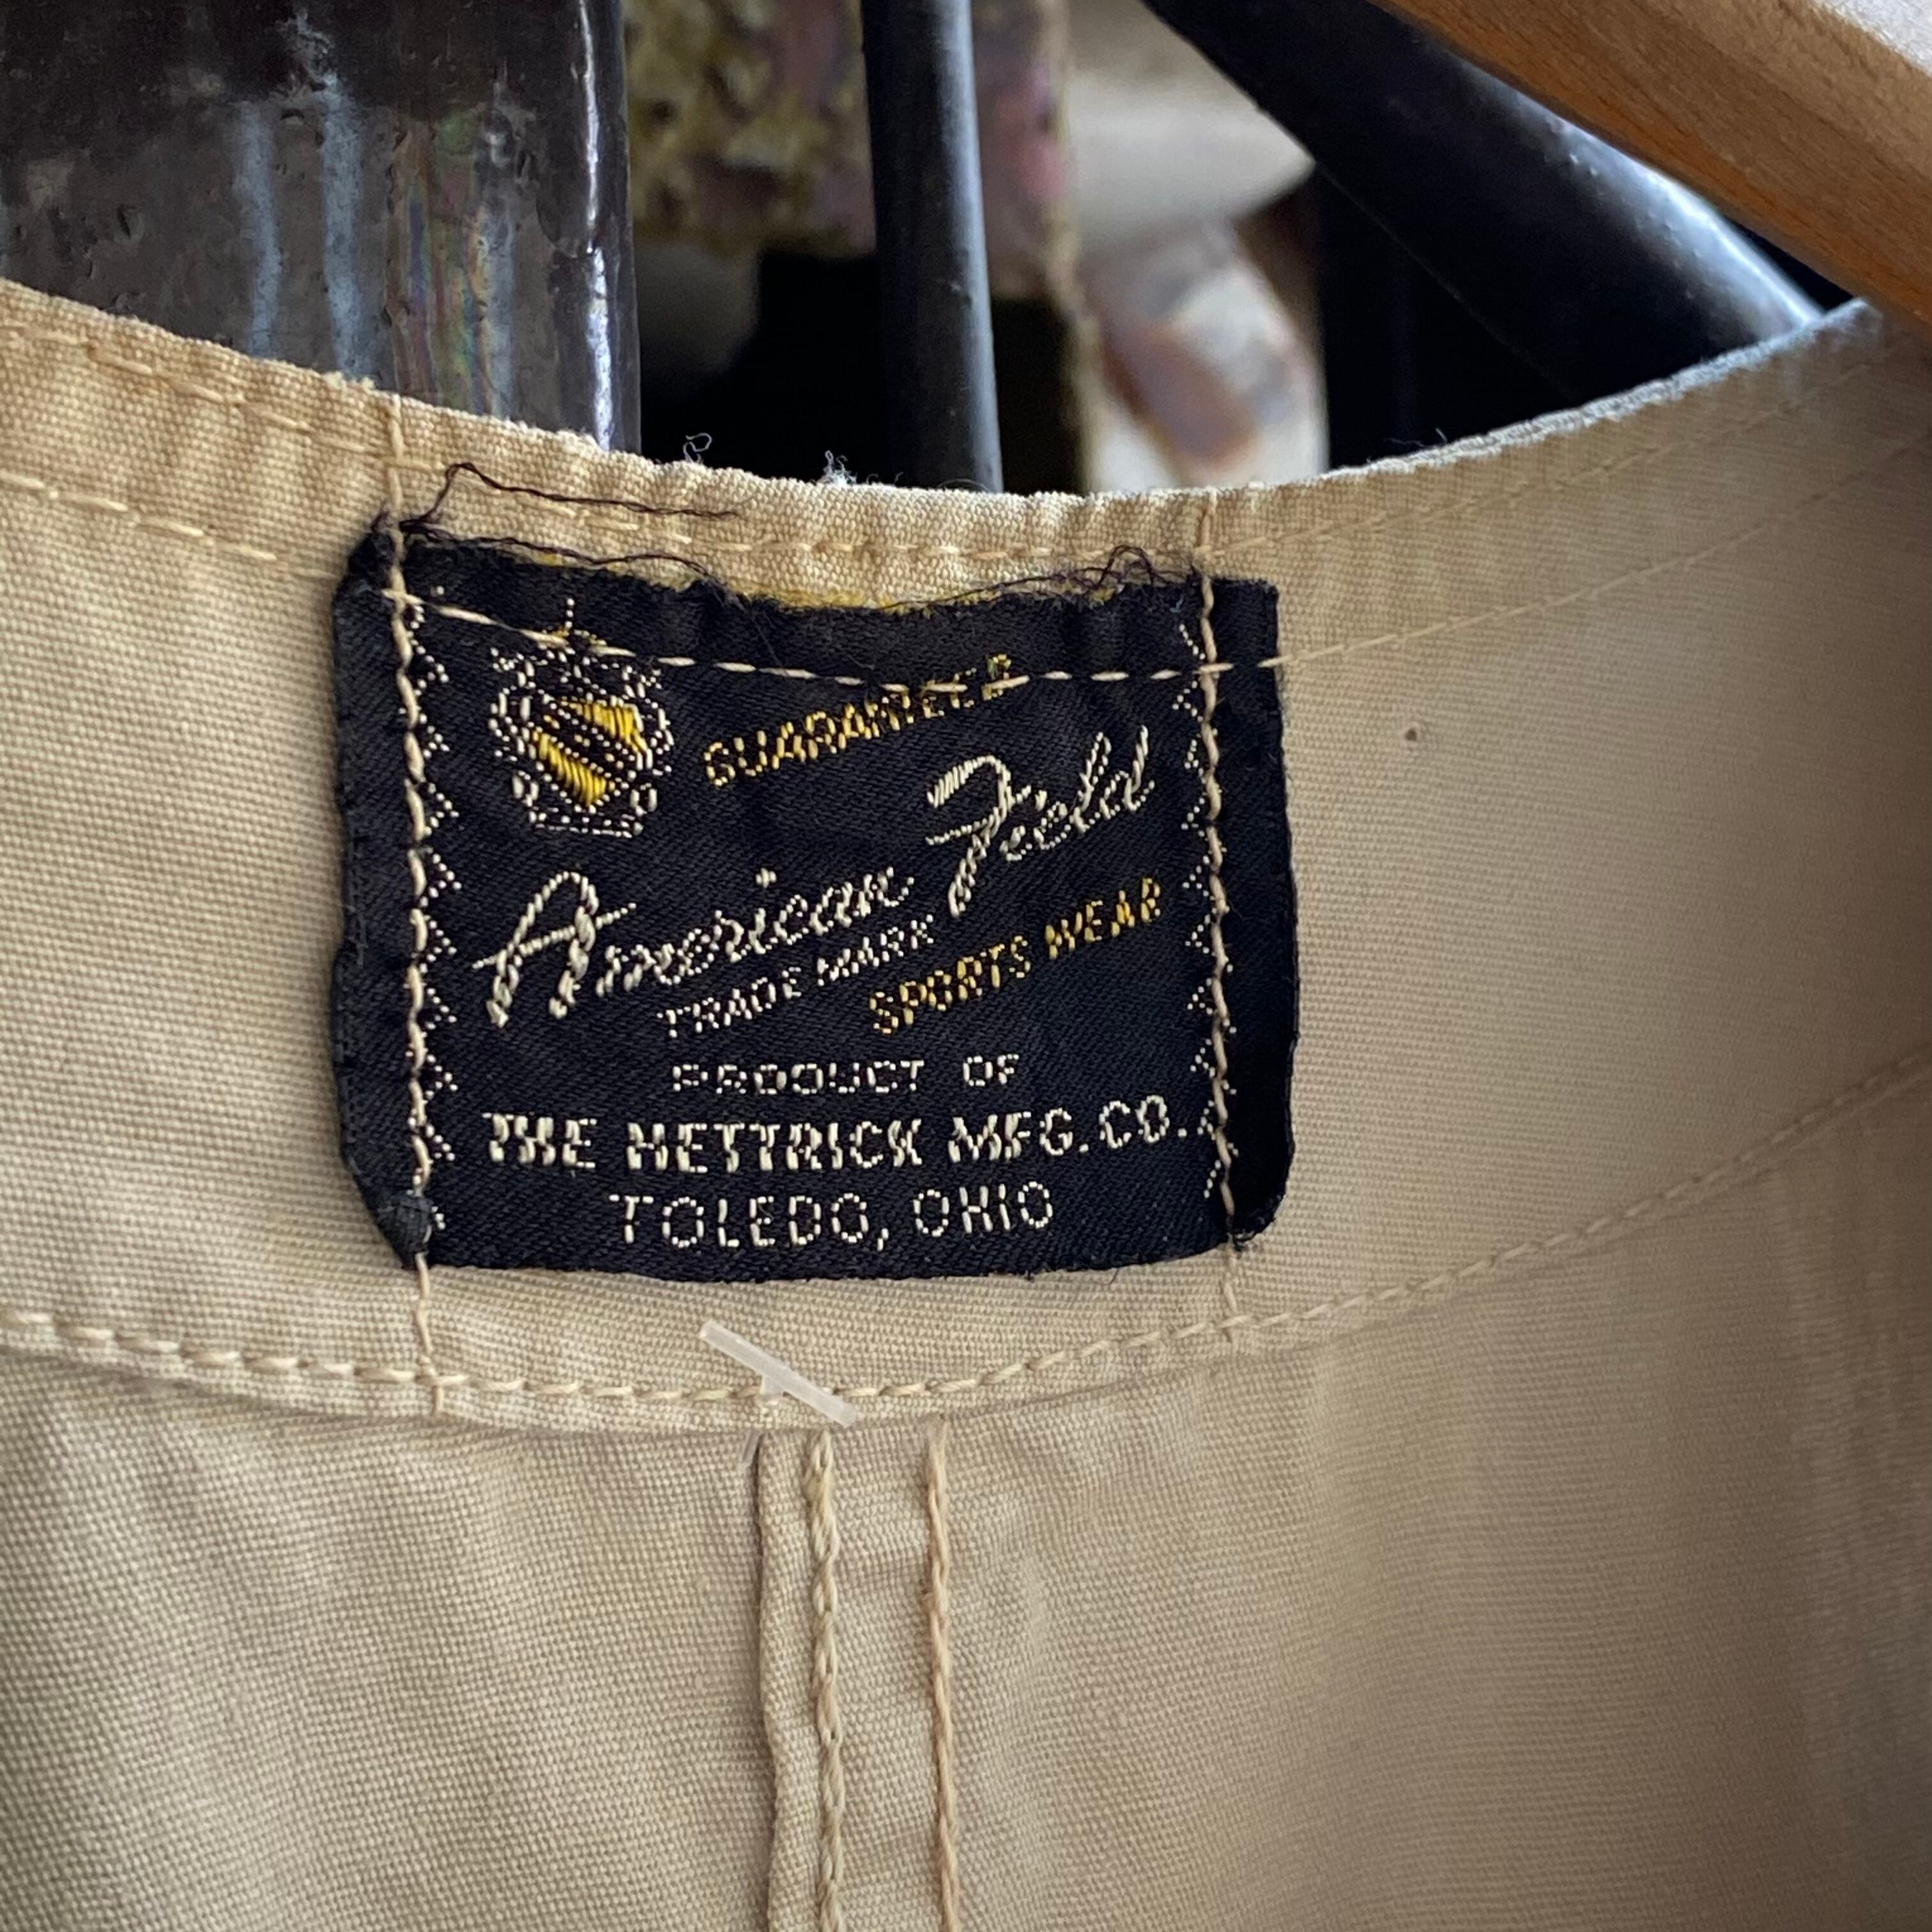 GUARANTEED
American Field
TRADE MARK
SPORTS WEAR
PRODUCT OF
THE HETTRICK MFG. CO.
TOLEDO, OHIO